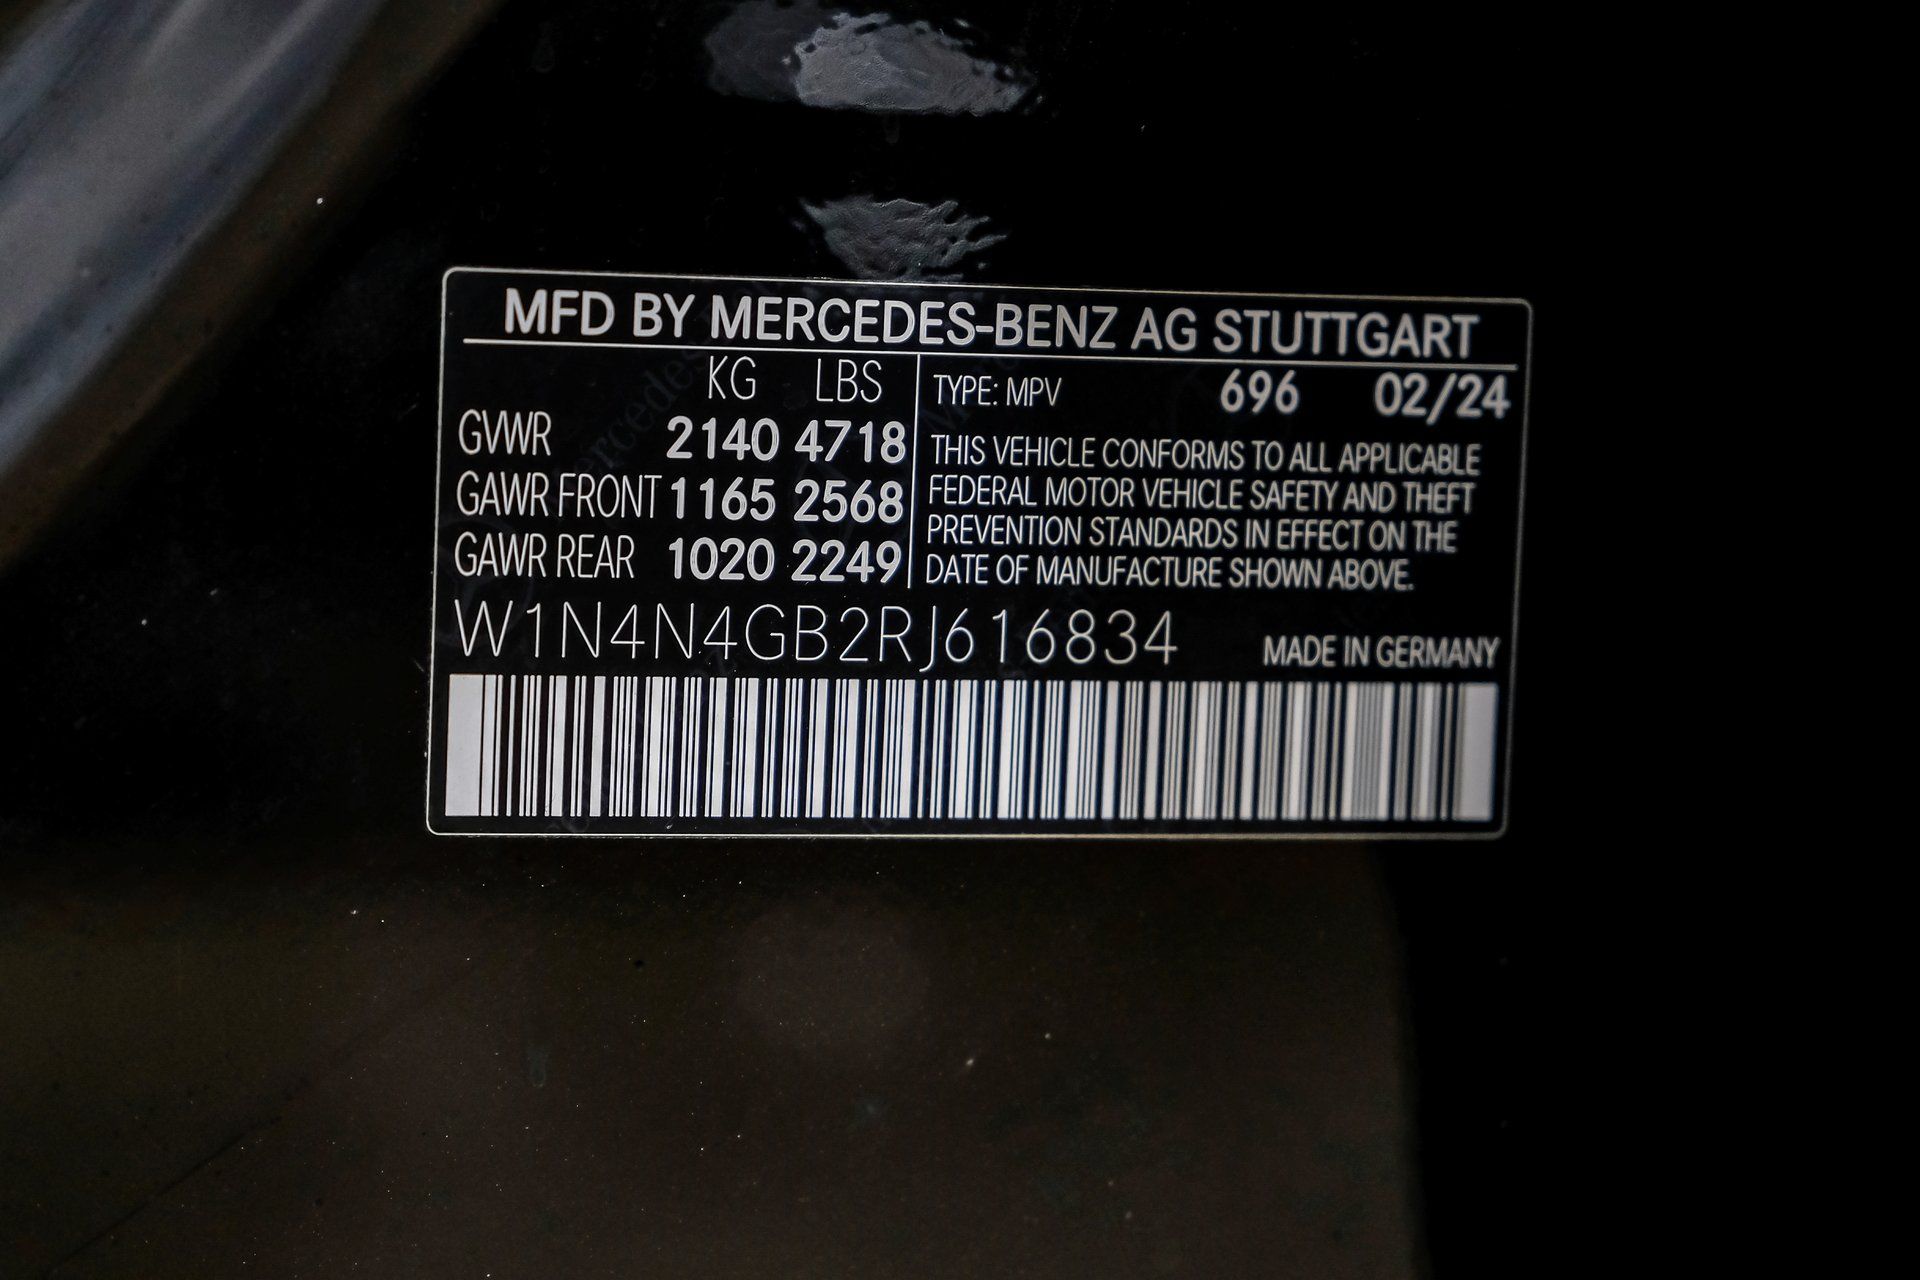 MFD BY MERCEDES-BENZ AG STUTTGART
KG LBS
GVWR 2140 4718
GAWR FRONT 1165 2568
GAWR REAR 1020 2249
TYPE: MPV 696 02/24
THIS VEHICLE CONFORMS TO ALL APPLICABLE
FEDERAL MOTOR VEHICLE SAFETY AND THEFT
PREVENTION STANDARDS IN EFFECT ON THE
DATE OF MANUFACTURE SHOWN ABOVE.
W1N4N4GB2RJ616834
MADE IN GERMANY